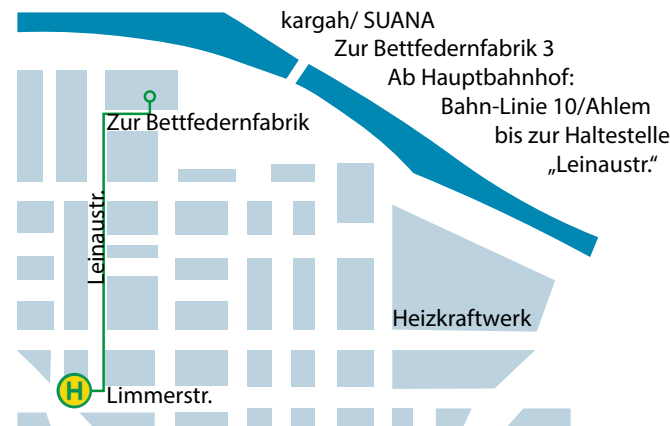 kargah/ SUANA
Zur Bettfedernfabrik 3
Ab Hauptbahnhof:
Bahn-Linie 10/Ahlem
bis zur Haltestelle
„Leinaustr.“
Zur Bettfedernfabrik
Leinaustr.
Heizkraftwerk
H
Limmerstr.